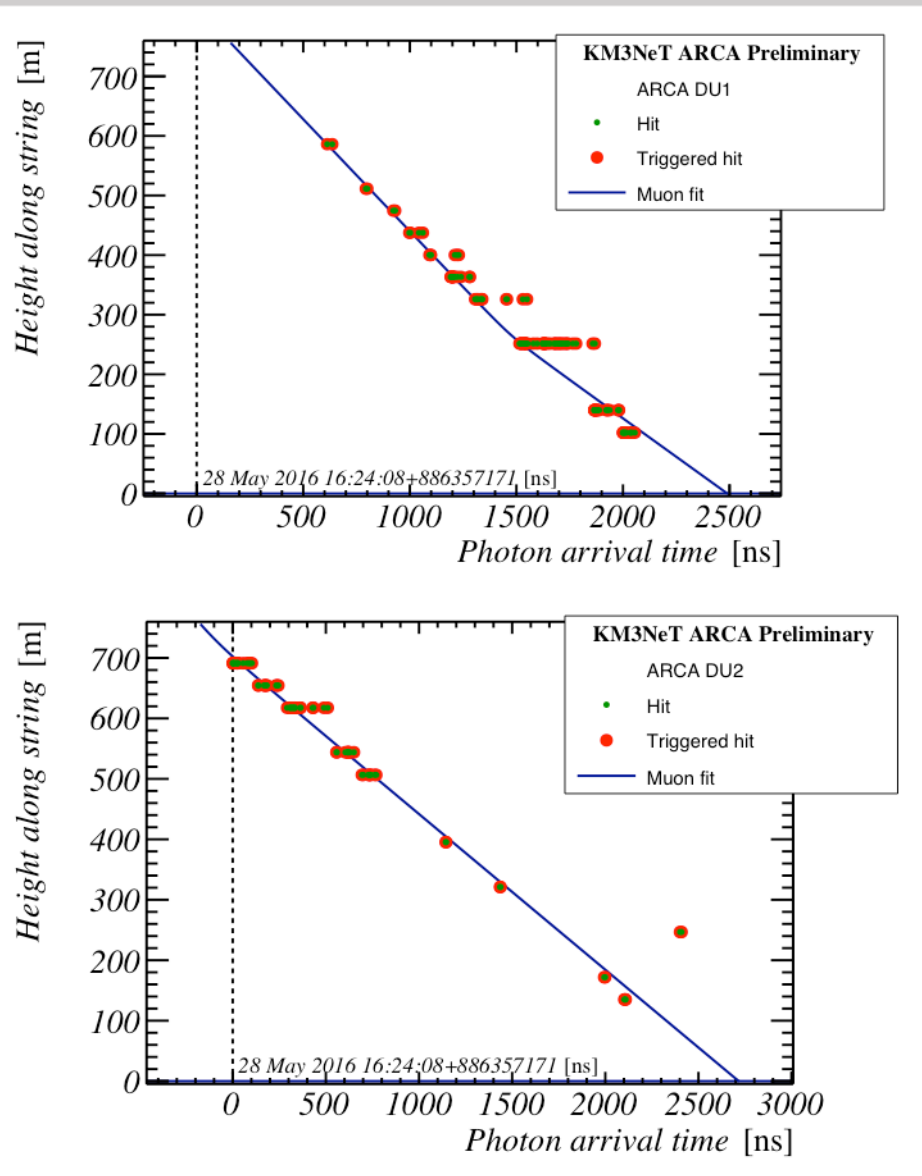 KM3NeT ARCA Preliminary
ARCA DU1
Hit
Triggered hit
Muon fit
Height along string [m]
700
600
500
400
300
200
100
0
28 May 2016 16:24:08+886357171 [ns]
0 500 1000 1500 2000 2500
Photon arrival time [ns]
KM3NeT ARCA Preliminary
ARCA DU2
Hit
Triggered hit
Muon fit
Height along string [m]
700
600
500
400
300
200
100
0
28 May 2016 16:24:08+886357171 [ns]
0 500 1000 1500 2000 2500 3000
Photon arrival time [ns]